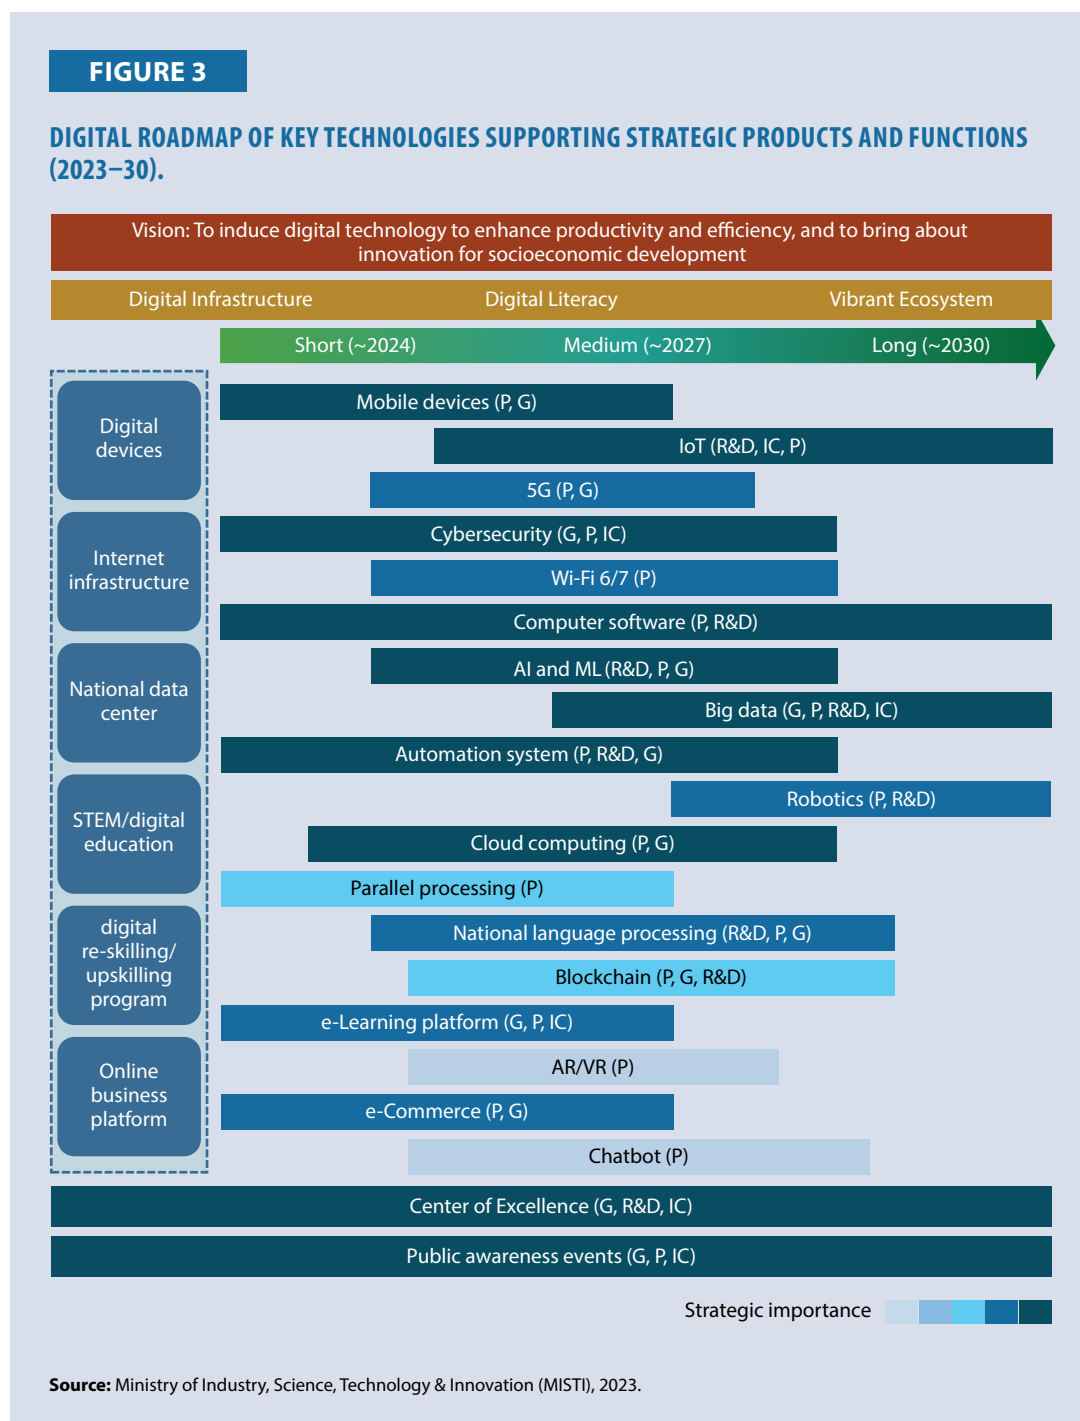 FIGURE 3
DIGITAL ROADMAP OF KEY TECHNOLOGIES SUPPORTING STRATEGIC PRODUCTS AND FUNCTIONS
(2023–30).
Vision: To induce digital technology to enhance productivity and efficiency, and to bring about
innovation for socioeconomic development
Digital Infrastructure
Digital Literacy
Vibrant Ecosystem
Short (~2024)
Medium (~2027)
Long (~2030)
Digital
devices
Internet
infrastructure
National data
center
STEM/digital
education
digital
re-skilling/
upskilling
program
Online
business
platform
Mobile devices (P, G)
IoT (R&D, IC, P)
5G (P, G)
Cybersecurity (G, P, IC)
Wi-Fi 6/7 (P)
Computer software (P, R&D)
AI and ML (R&D, P, G)
Big data (G, P, R&D, IC)
Automation system (P, R&D, G)
Robotics (P, R&D)
Cloud computing (P, G)
Parallel processing (P)
National language processing (R&D, P, G)
Blockchain (P, G, R&D)
e-Learning platform (G, P, IC)
AR/VR (P)
e-Commerce (P, G)
Chatbot (P)
Center of Excellence (G, R&D, IC)
Public awareness events (G, P, IC)
Strategic importance
Source: Ministry of Industry, Science, Technology & Innovation (MISTI), 2023.